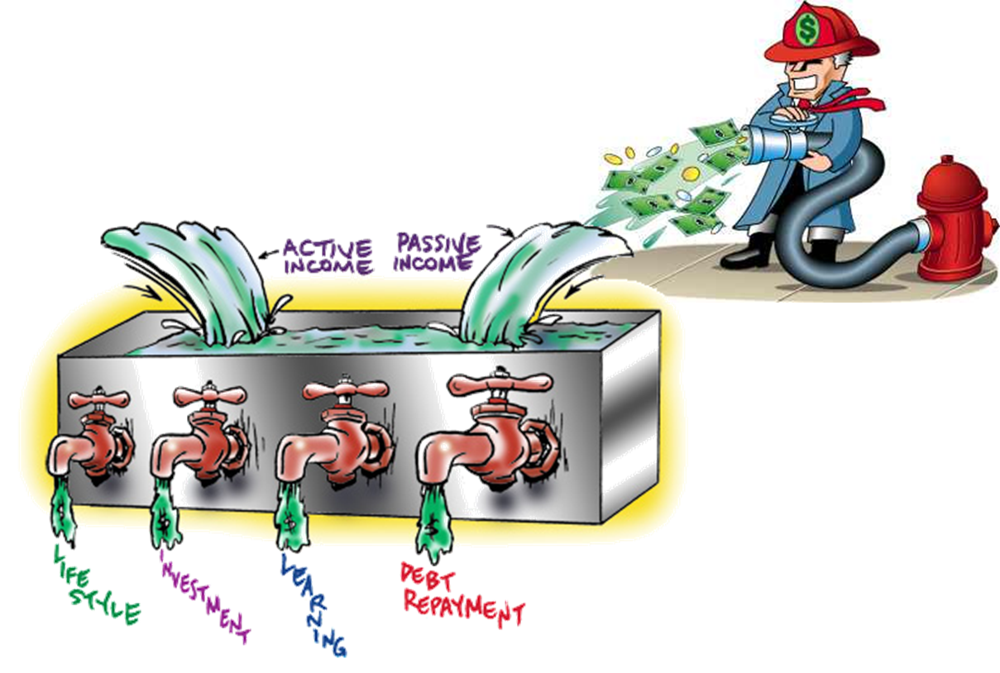 $
ACTIVE
INCOME
PASSIVE
INCOME
$
$
$
$
LIFE
STYLE
INVESTMENT
LEARNING
DEBT
REPAYMENT